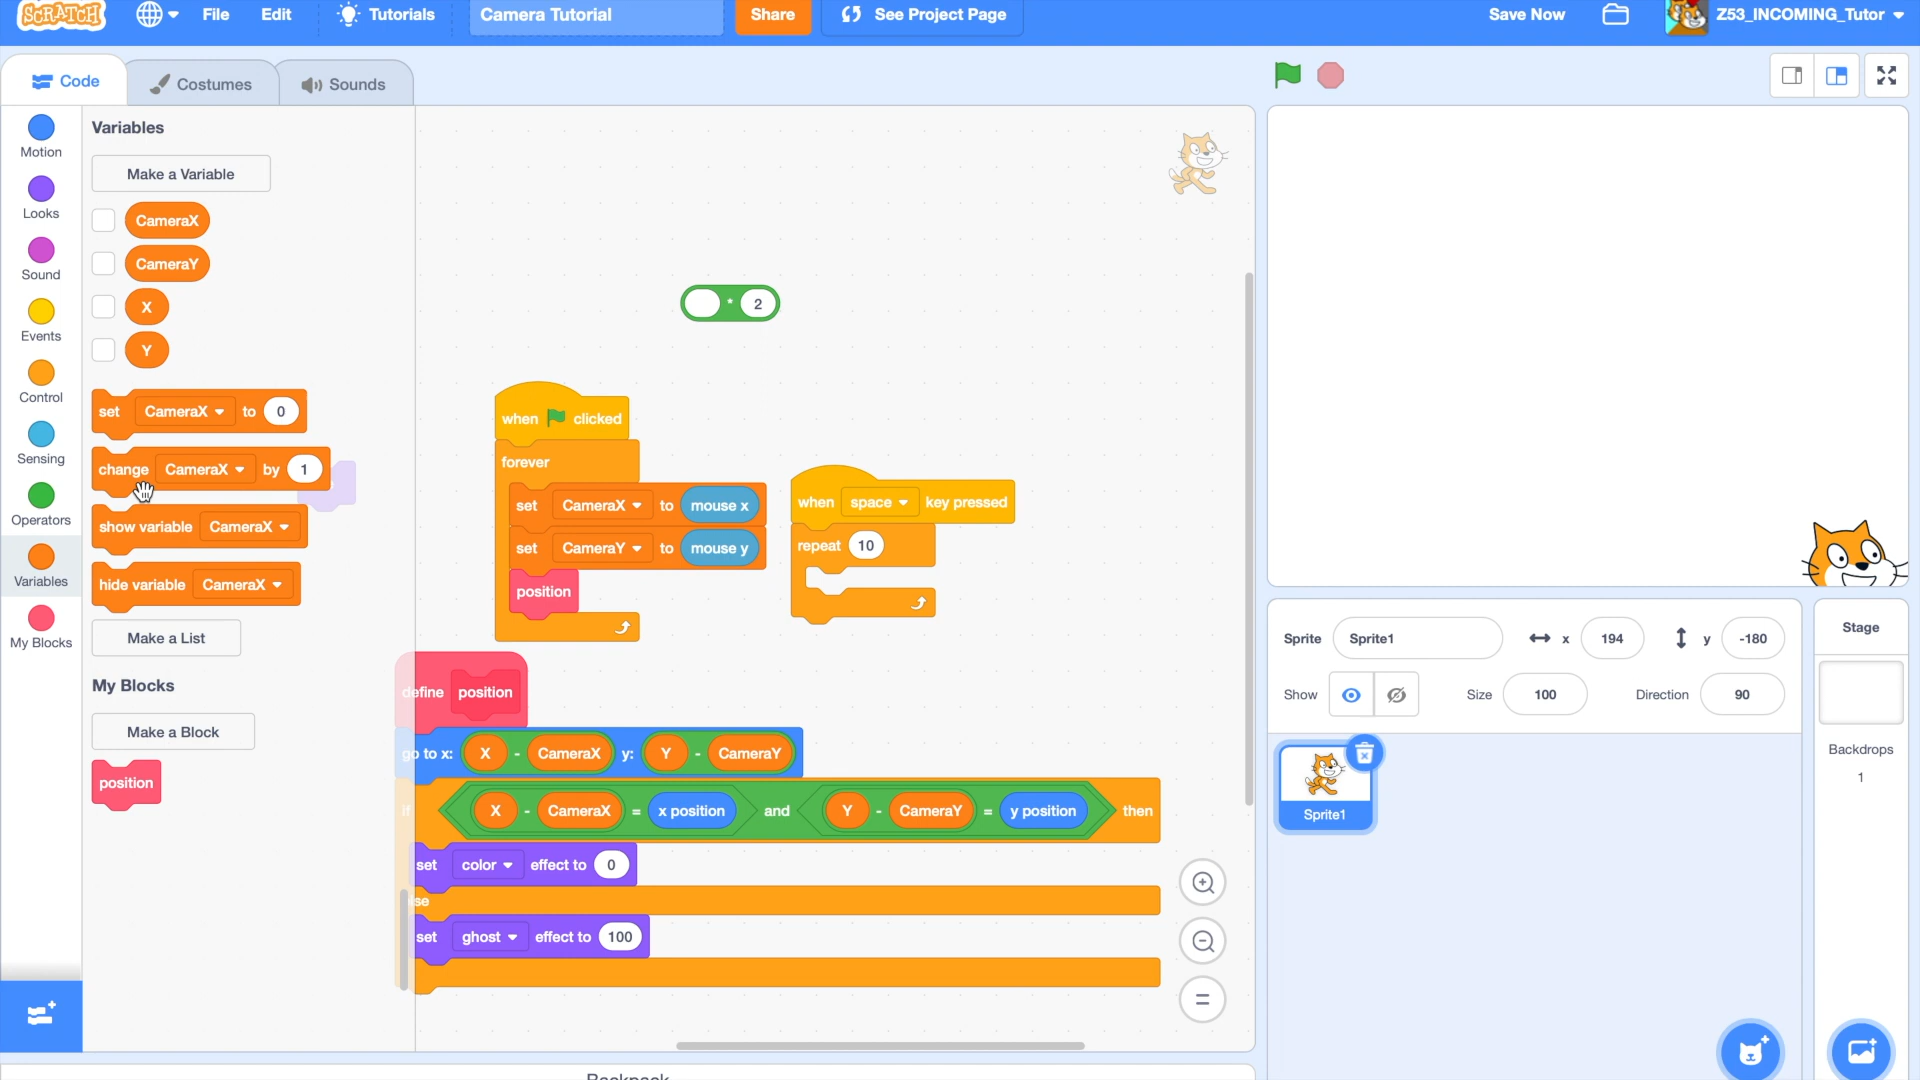 SCRATCH
File
Edit
Tutorials
Camera Tutorial
Share
See Project Page
Save Now
Z53_INCOMING_Tutor
Code
Costumes
Sounds
Motion
Looks
Sound
Events
Control
Sensing
Operators
Variables
My Blocks
Variables
Make a Variable
CameraX
CameraY
X
Y
set CameraX to 0
change CameraX by 1
show variable CameraX
hide variable CameraX
Make a List
My Blocks
Make a Block
position
* 2
when clicked
forever
set CameraX to mouse x
set CameraY to mouse y
position
when space key pressed
repeat 10
define position
go to x: X - CameraX y: Y - CameraY
if X - CameraX = x position and Y - CameraY = y position then
set color effect to 0
else
set ghost effect to 100
Backpack
Sprite Sprite1 x 194 y -180
Show Size 100 Direction 90
Sprite1
Stage
Backdrops
1